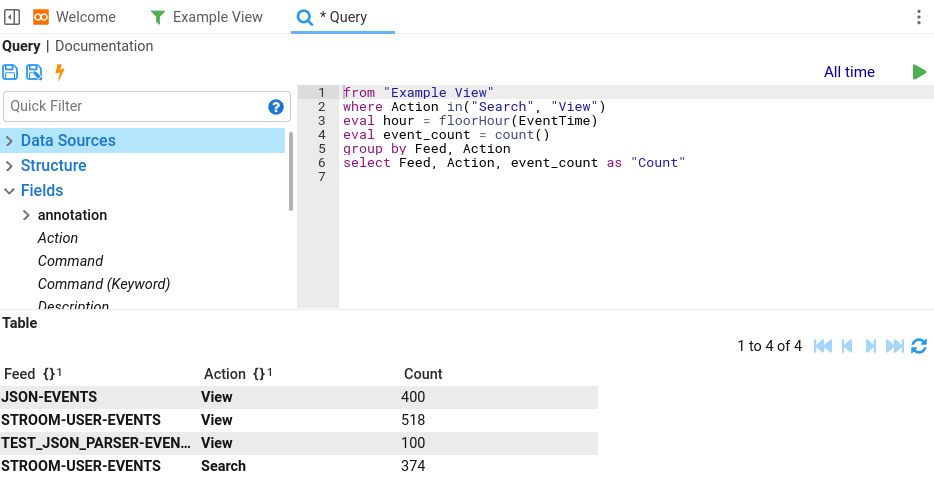 Welcome Example View * Query
Query | Documentation
All time
Quick Filter ?
Data Sources
Structure
Fields
annotation
Action
Command
Command (Keyword)
Description
1 from "Example View"
2 where Action in("Search", "View")
3 eval hour = floorHour(EventTime)
4 eval event_count = count()
5 group by Feed, Action
6 select Feed, Action, event_count as "Count"
7
Table
1 to 4 of 4
Feed {}1 Action {}1 Count
JSON-EVENTS View 400
STROOM-USER-EVENTS View 518
TEST_JSON_PARSER-EVEN... View 100
STROOM-USER-EVENTS Search 374